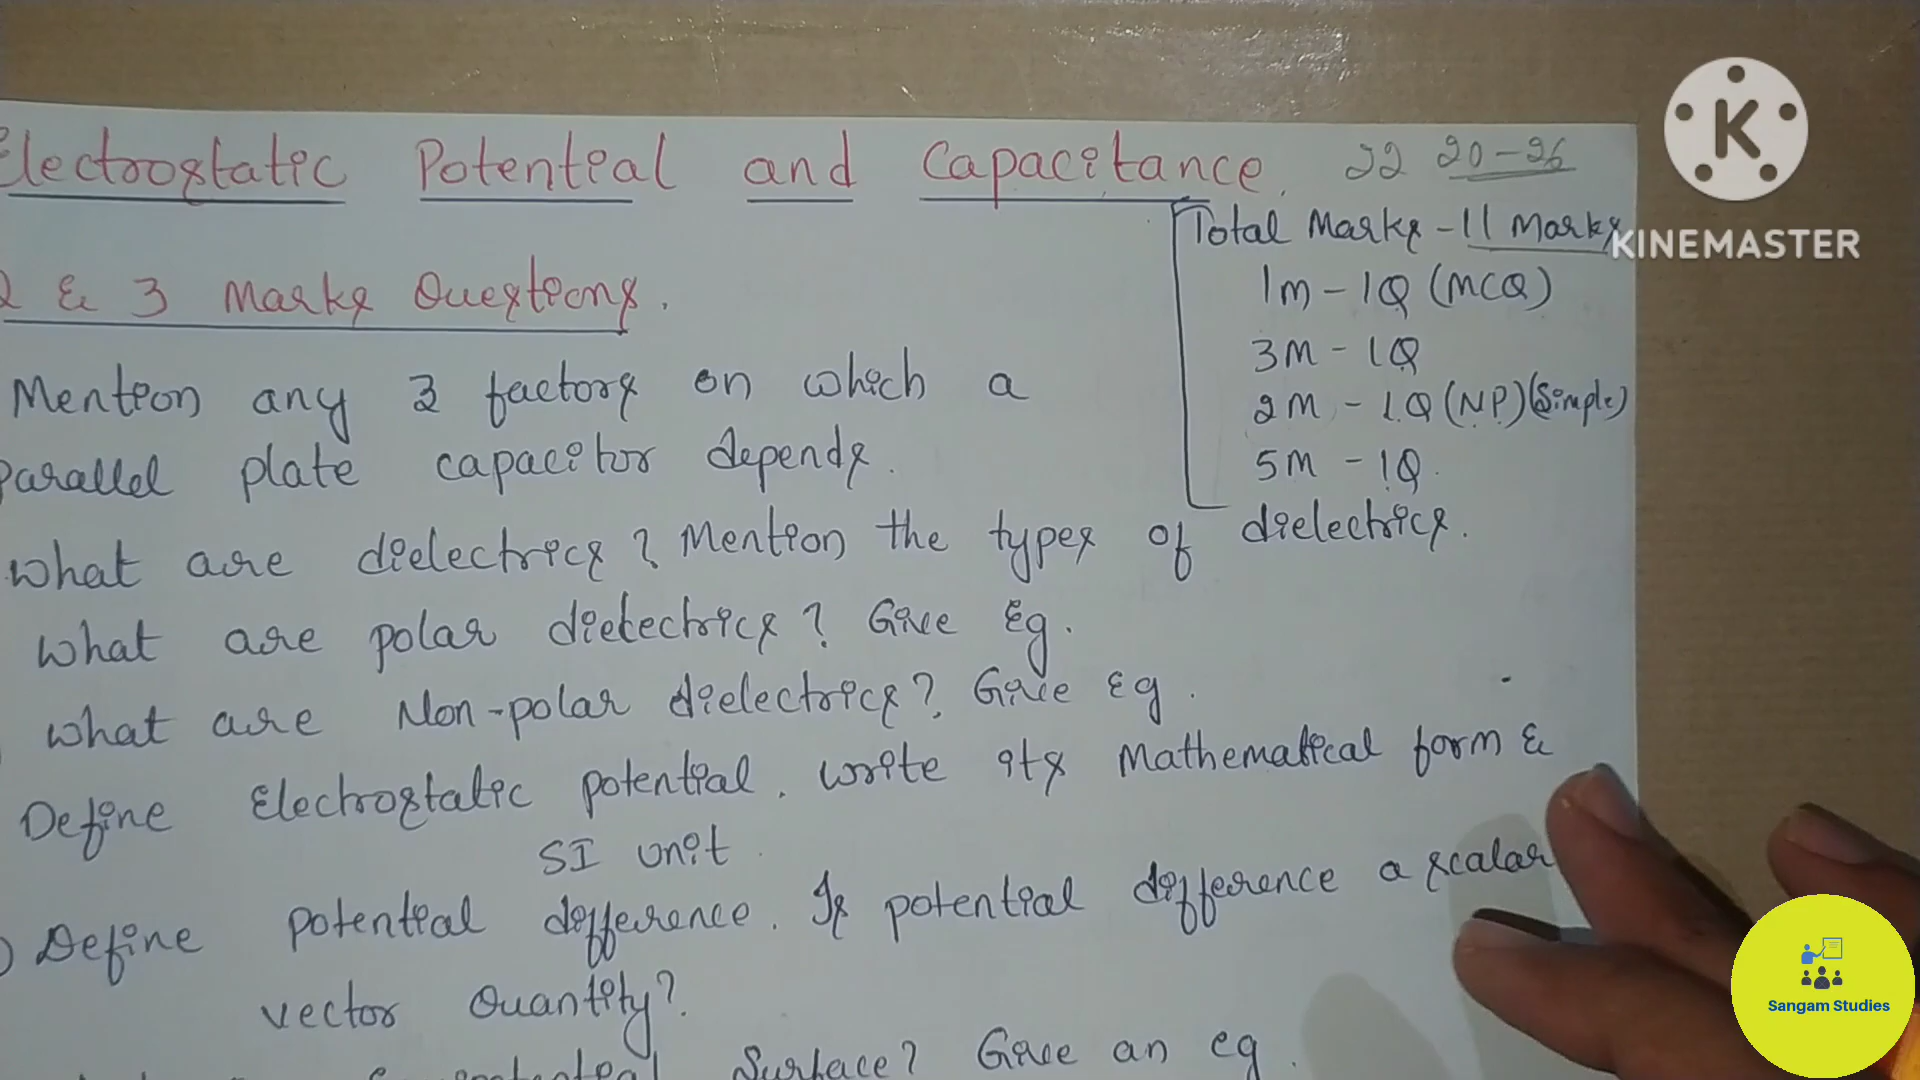 Electrostatic Potential and Capacitance. 22 20-26
Total Marks - 11 Marks
KINEMASTER
2 & 3 Marks Questions.
1M - 1Q (MCQ)
3M - 1Q
2M - 1Q (NP) (Simple)
5M - 1Q.
Mention any 3 factors on which a
parallel plate capacitor depends.
What are dielectrics? Mention the types of dielectrics.
What are polar dielectrics? Give Eg.
What are Non-polar dielectrics? Give Eg.
Define Electrostatic potential. Write its Mathematical form &
SI unit.
Define potential difference. Is potential difference a scalar
vector Quantity?
Surface? Give an eg.
K
Sangam Studies